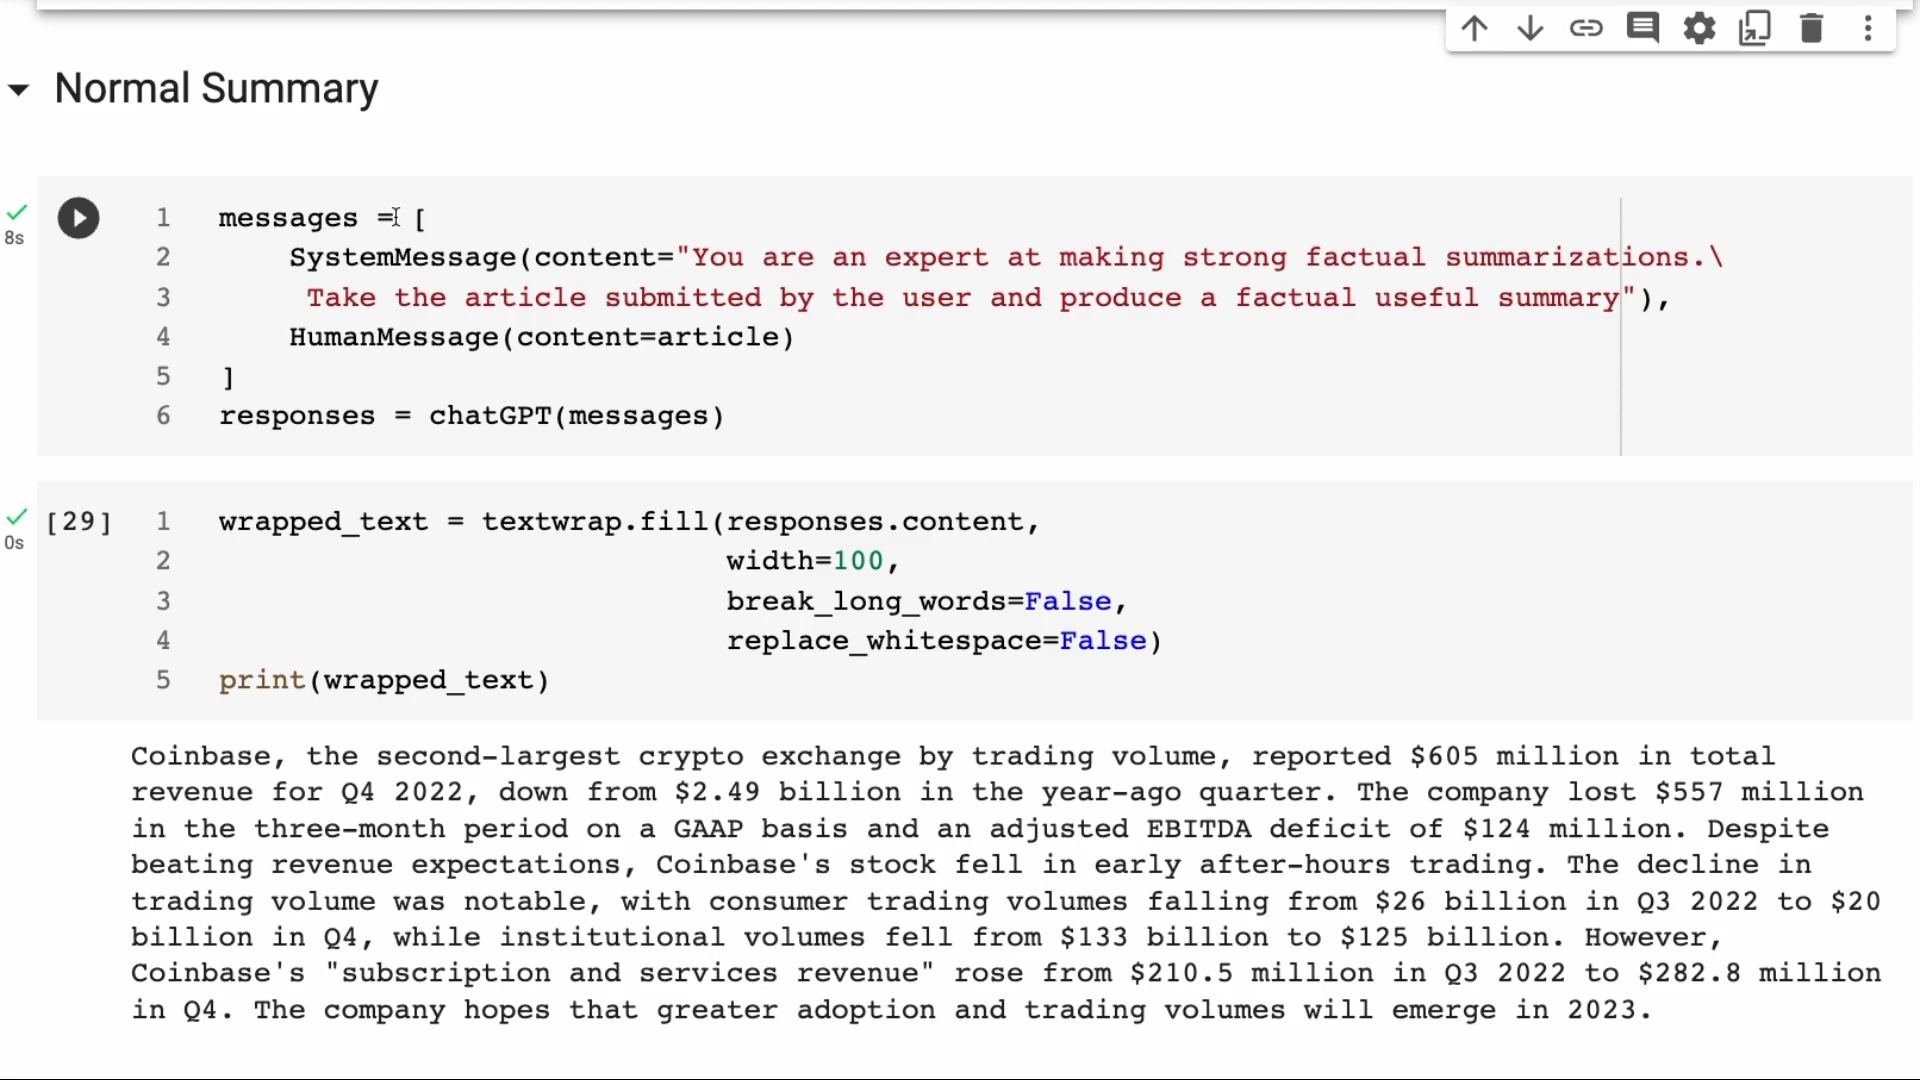 Normal Summary
8s
1 messages = [
2     SystemMessage(content="You are an expert at making strong factual summarizations.\
3      Take the article submitted by the user and produce a factual useful summary"),
4     HumanMessage(content=article)
5 ]
6 responses = chatGPT(messages)
0s
[29] 1 wrapped_text = textwrap.fill(responses.content,
2                              width=100,
3                              break_long_words=False,
4                              replace_whitespace=False)
5 print(wrapped_text)
Coinbase, the second-largest crypto exchange by trading volume, reported $605 million in total
revenue for Q4 2022, down from $2.49 billion in the year-ago quarter. The company lost $557 million
in the three-month period on a GAAP basis and an adjusted EBITDA deficit of $124 million. Despite
beating revenue expectations, Coinbase's stock fell in early after-hours trading. The decline in
trading volume was notable, with consumer trading volumes falling from $26 billion in Q3 2022 to $20
billion in Q4, while institutional volumes fell from $133 billion to $125 billion. However,
Coinbase's "subscription and services revenue" rose from $210.5 million in Q3 2022 to $282.8 million
in Q4. The company hopes that greater adoption and trading volumes will emerge in 2023.